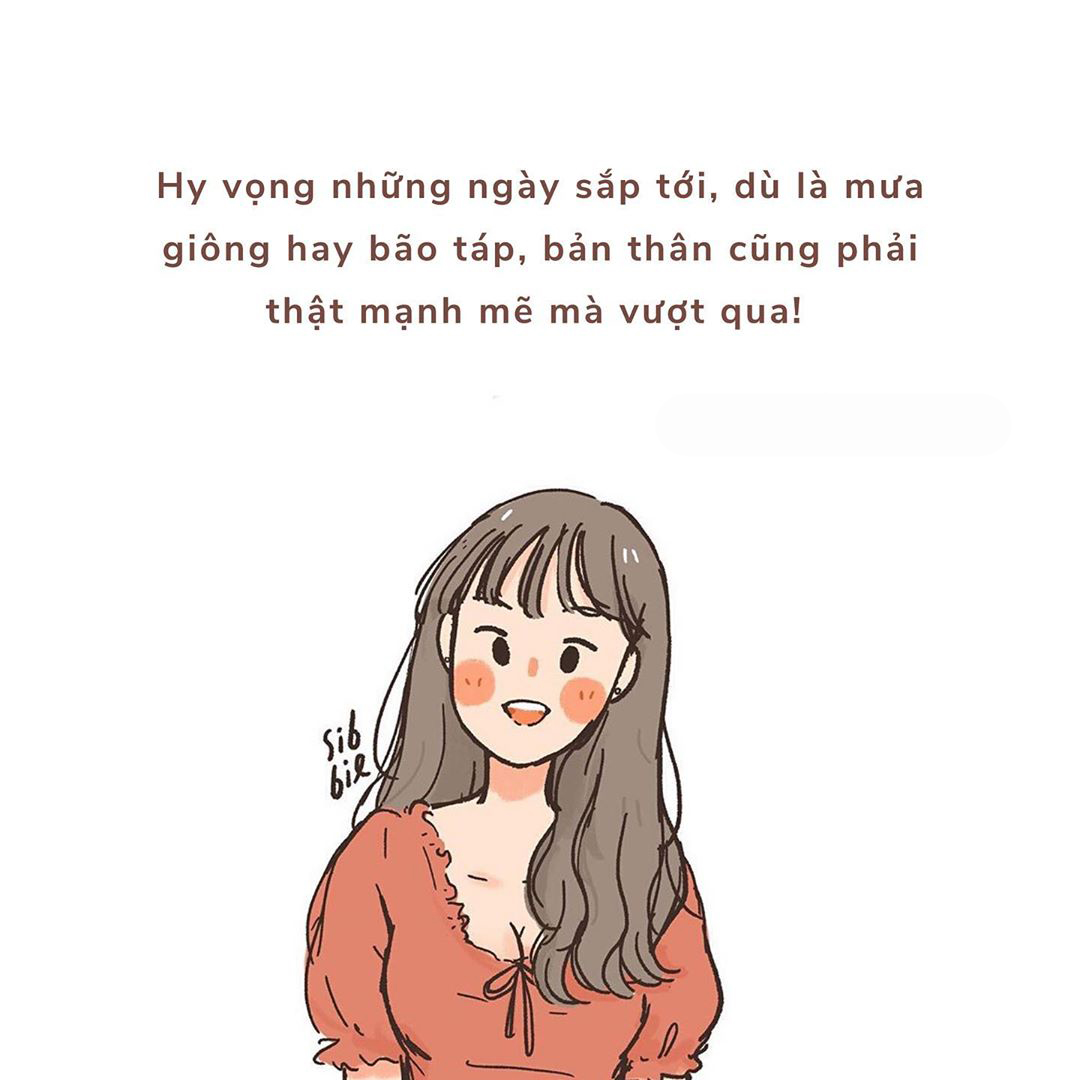 Hy vọng những ngày sắp tới, dù là mưa
giông hay bão táp, bản thân cũng phải
thật mạnh mẽ mà vượt qua!
sib
bie